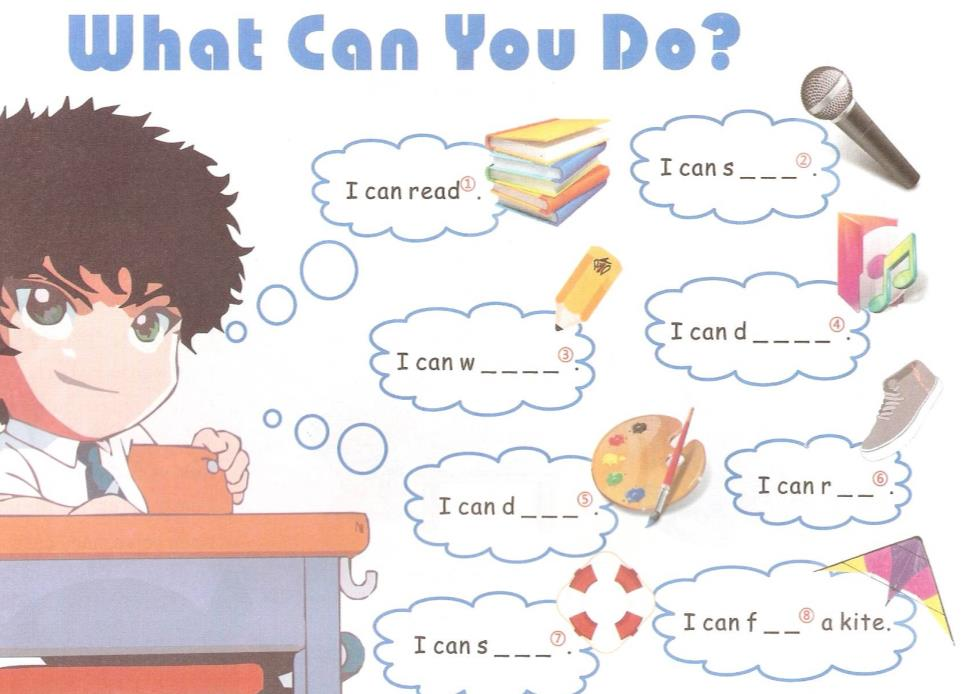 What Can You Do?
I can read①.
I can s _ _ _②.
I can w _ _ _ _③.
I can d _ _ _ _④.
I can d _ _ _⑤.
I can r _ _⑥.
I can s _ _ _⑦.
I can f _ _⑧ a kite.